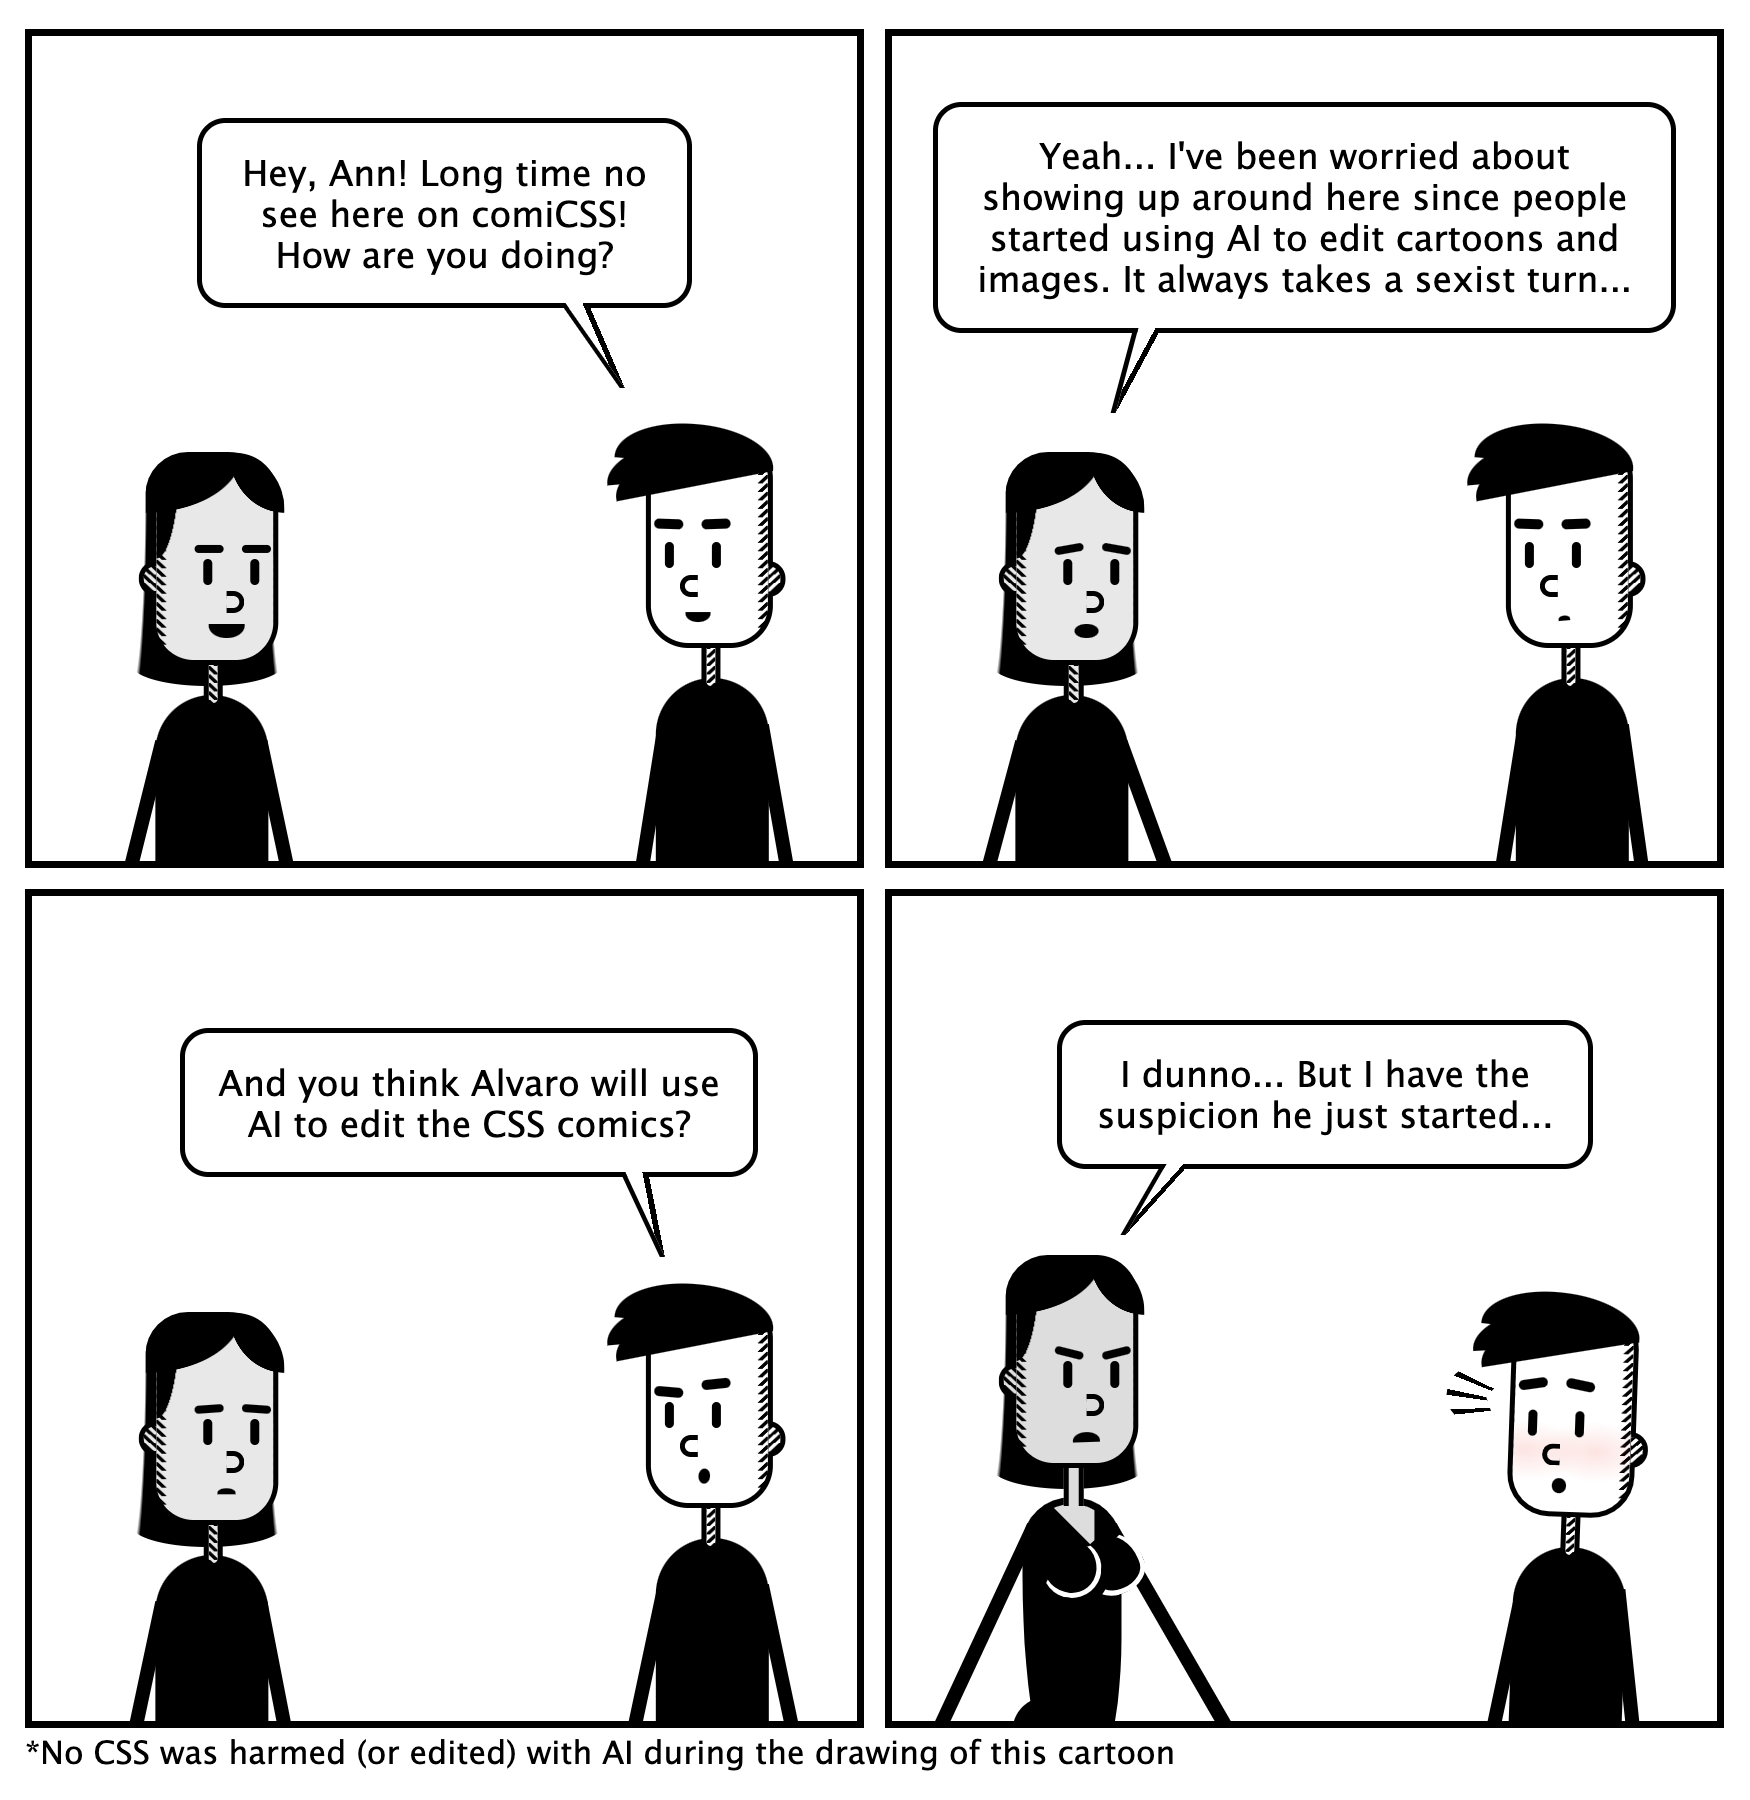 Hey, Ann! Long time no
see here on comiCSS!
How are you doing?
Yeah... I've been worried about
showing up around here since people
started using AI to edit cartoons and
images. It always takes a sexist turn...
And you think Alvaro will use
AI to edit the CSS comics?
I dunno... But I have the
suspicion he just started...
*No CSS was harmed (or edited) with AI during the drawing of this cartoon